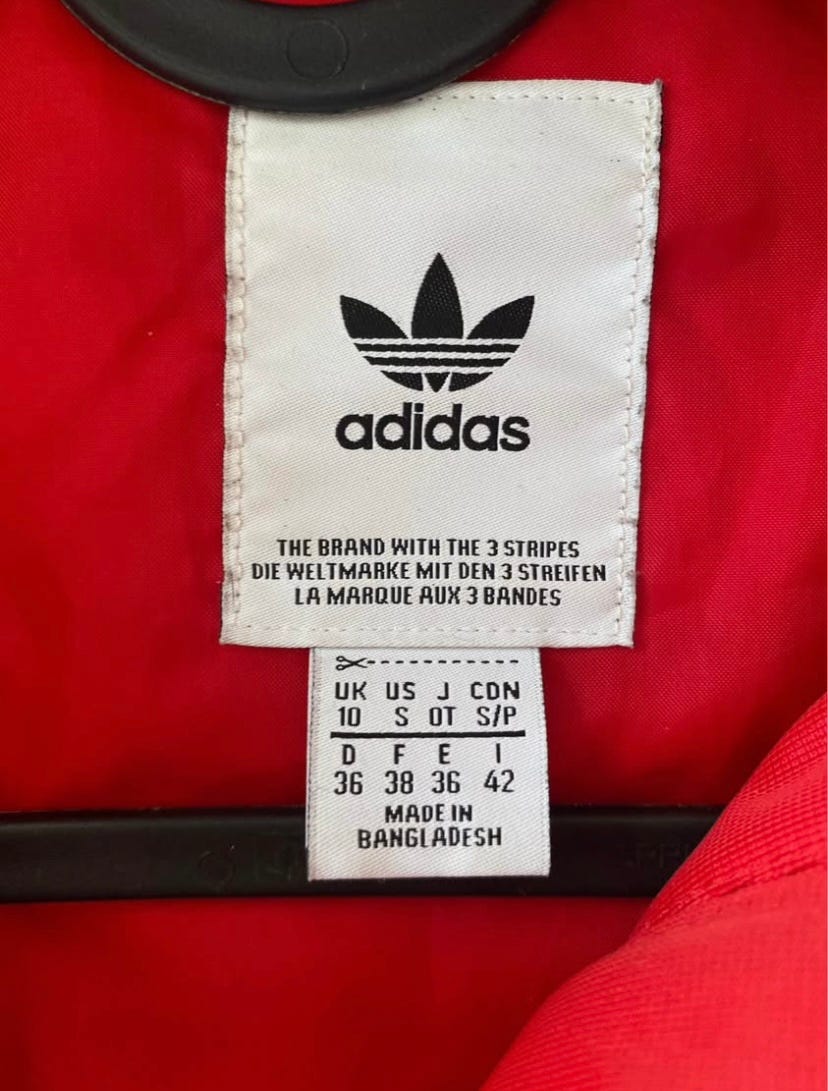 adidas
THE BRAND WITH THE 3 STRIPES
DIE WELTMARKE MIT DEN 3 STREIFEN
LA MARQUE AUX 3 BANDES
UK US J CDN
10 S OT S/P
D F E I
36 38 36 42
MADE IN
BANGLADESH